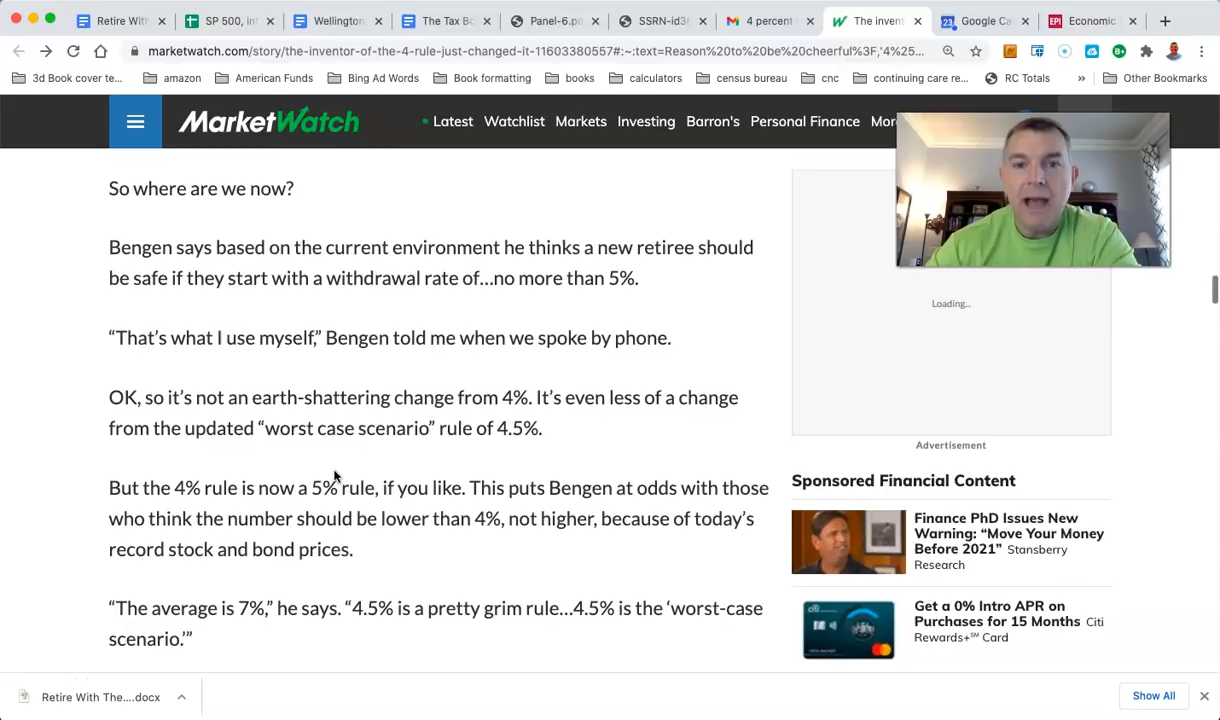 Retire With
SP 500, in
Wellington
The Tax Bo
Panel-6.pd
SSRN-id36
4 percent
The invent
Google Ca
Economic
marketwatch.com/story/the-inventor-of-the-4-rule-just-changed-it-11603380557#:~:text=Reason%20to%20be%20cheerful%3F,'4%25...
3d Book cover te...
amazon
American Funds
Bing Ad Words
Book formatting
books
calculators
census bureau
cnc
continuing care re...
RC Totals
»
Other Bookmarks
MarketWatch
Latest
Watchlist
Markets
Investing
Barron's
Personal Finance
Mor
So where are we now?
Bengen says based on the current environment he thinks a new retiree should
be safe if they start with a withdrawal rate of…no more than 5%.
“That’s what I use myself,” Bengen told me when we spoke by phone.
OK, so it’s not an earth-shattering change from 4%. It’s even less of a change
from the updated “worst case scenario” rule of 4.5%.
But the 4% rule is now a 5% rule, if you like. This puts Bengen at odds with those
who think the number should be lower than 4%, not higher, because of today’s
record stock and bond prices.
“The average is 7%,” he says. “4.5% is a pretty grim rule…4.5% is the ‘worst-case
scenario.’”
Loading...
Advertisement
Sponsored Financial Content
Finance PhD Issues New
Warning: “Move Your Money
Before 2021” Stansberry
Research
Get a 0% Intro APR on
Purchases for 15 Months Citi
Rewards+℠ Card
Retire With The....docx
Show All